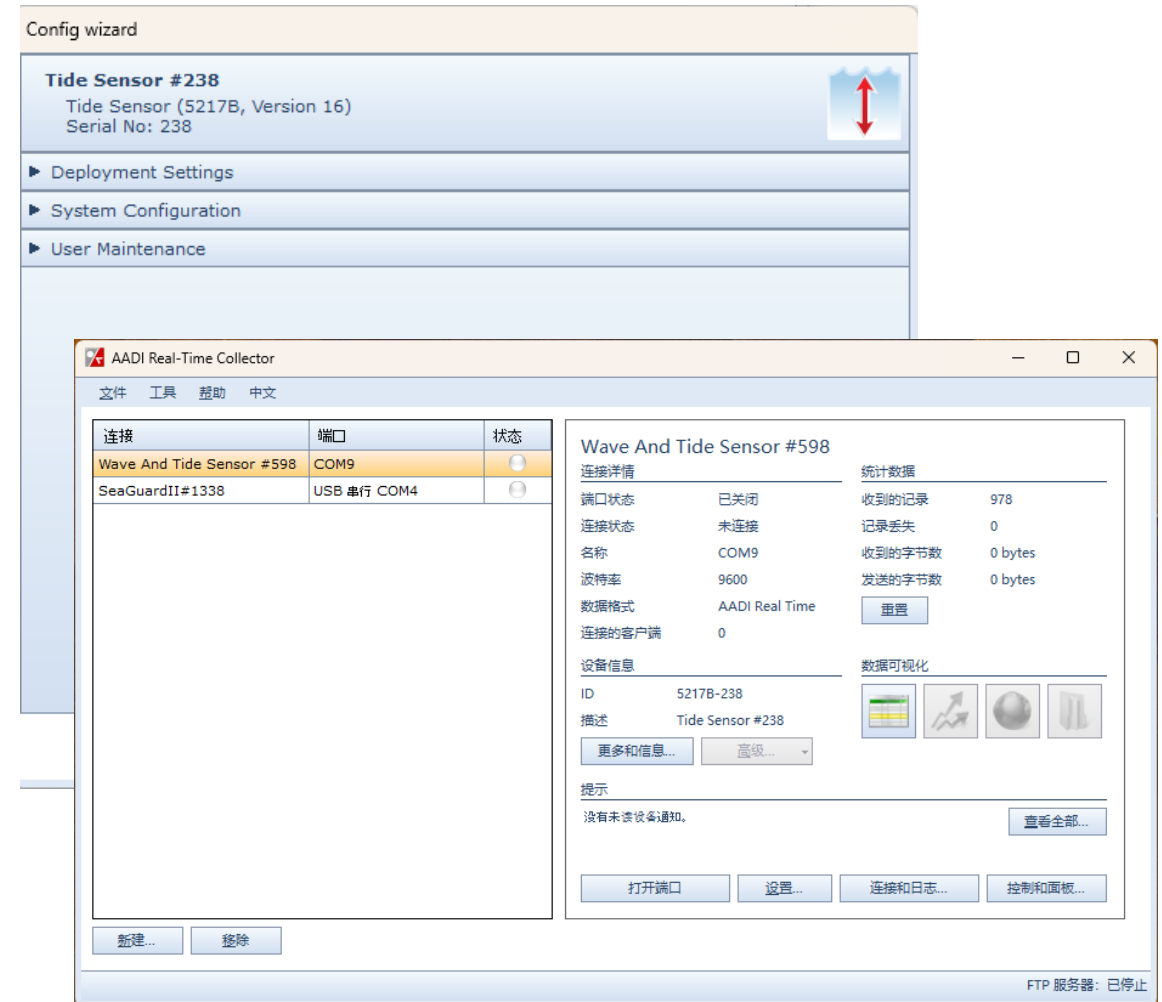 Config wizard
Tide Sensor #238
Tide Sensor (5217B, Version 16)
Serial No: 238
Deployment Settings
System Configuration
User Maintenance
AADI Real-Time Collector
文件 工具 帮助 中文
连接 端口 状态
Wave And Tide Sensor #598 COM9
SeaGuardII#1338 USB 串行 COM4
Wave And Tide Sensor #598
连接详情 统计数据
端口状态 已关闭 收到的记录 978
连接状态 未连接 记录丢失 0
名称 COM9 收到的字节数 0 bytes
波特率 9600 发送的字节数 0 bytes
数据格式 AADI Real Time 重置
连接的客户端 0
设备信息 数据可视化
ID 5217B-238
描述 Tide Sensor #238
更多和信息... 高级...
提示
没有未读设备通知。 查看全部...
打开端口 设置... 连接和日志... 控制和面板...
新建... 移除
FTP 服务器: 已停止